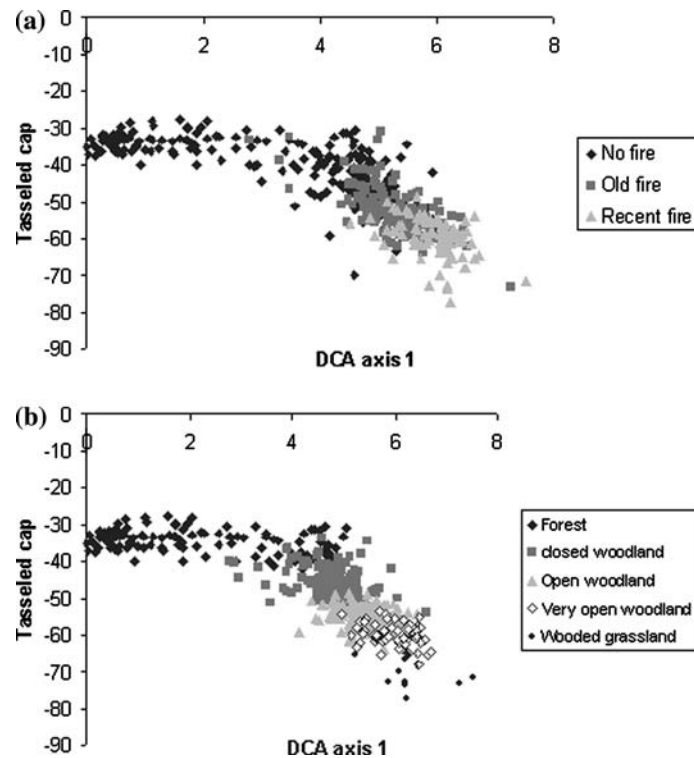 (a)
0
0 2 4 6 8
-10
-20
-30
-40
-50
-60
-70
-80
-90
Tasseled cap
DCA axis 1
No fire
Old fire
Recent fire
(b)
0
0 2 4 6 8
-10
-20
-30
-40
-50
-60
-70
-80
-90
Tasseled cap
DCA axis 1
Forest
closed woodland
Open woodland
Very open woodland
Wooded grassland